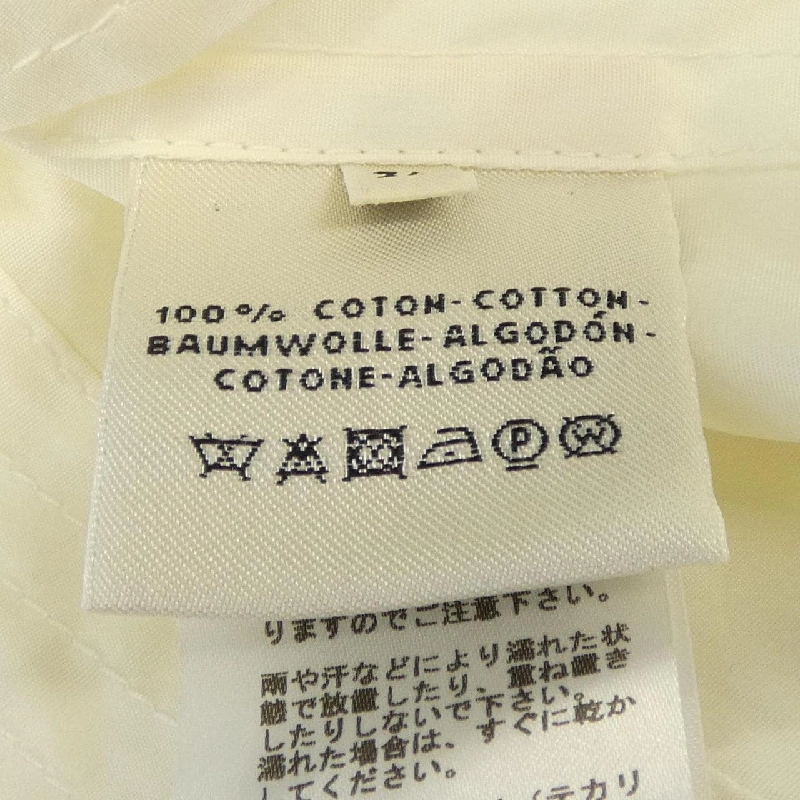 100% COTON-COTTON-
BAUMWOLLE-ALGODÓN-
COTONE-ALGODÃO
P W
りますのでご注意下さい。
雨や汗などにより濡れた状
態で放置したり、重ね置き
したりしないで下さい。
濡れた場合は、すぐに乾か
してください。
(テカリ